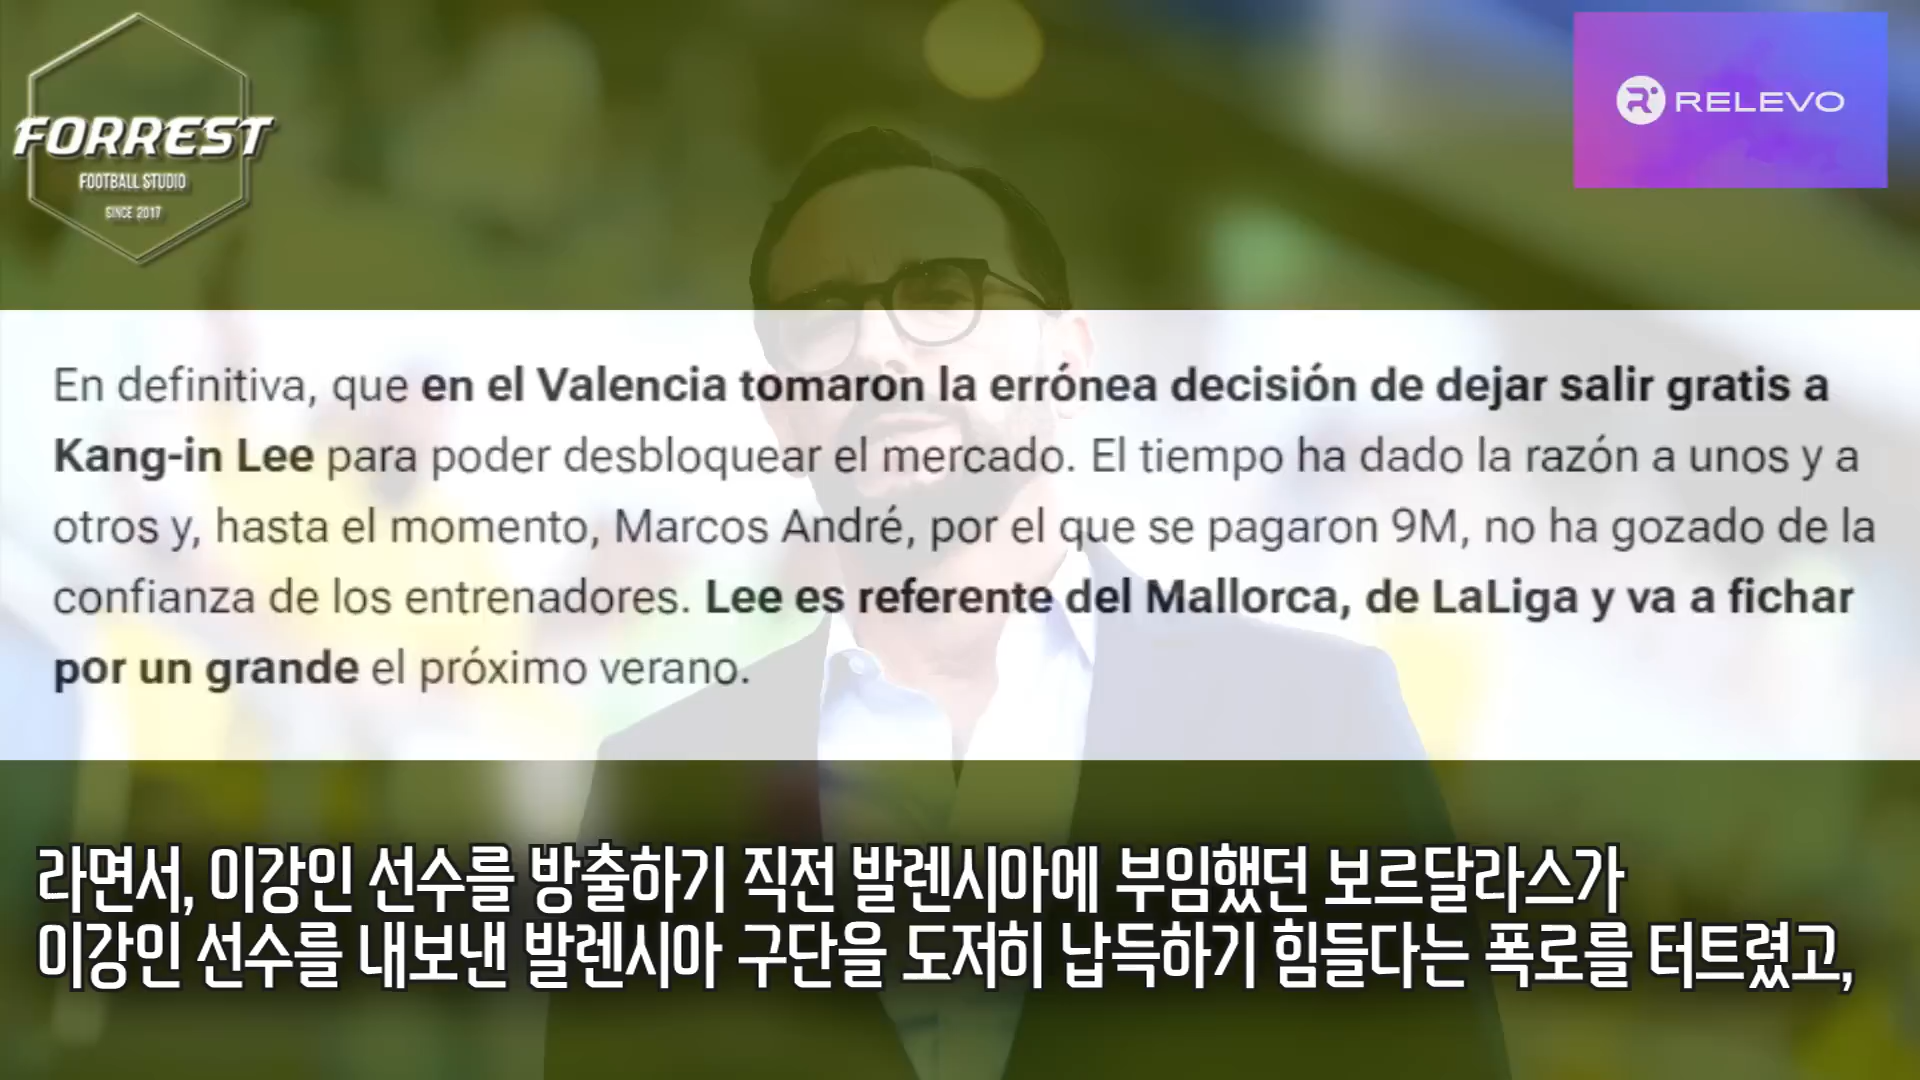 FORREST
FOOTBALL STUDIO
SINCE 2017
RELEVO
En definitiva, que en el Valencia tomaron la errónea decisión de dejar salir gratis a
Kang-in Lee para poder desbloquear el mercado. El tiempo ha dado la razón a unos y a
otros y, hasta el momento, Marcos André, por el que se pagaron 9M, no ha gozado de la
confianza de los entrenadores. Lee es referente del Mallorca, de LaLiga y va a fichar
por un grande el próximo verano.
라면서, 이강인 선수를 방출하기 직전 발렌시아에 부임했던 보르달라스가
이강인 선수를 내보낸 발렌시아 구단을 도저히 납득하기 힘들다는 폭로를 터트렸고,